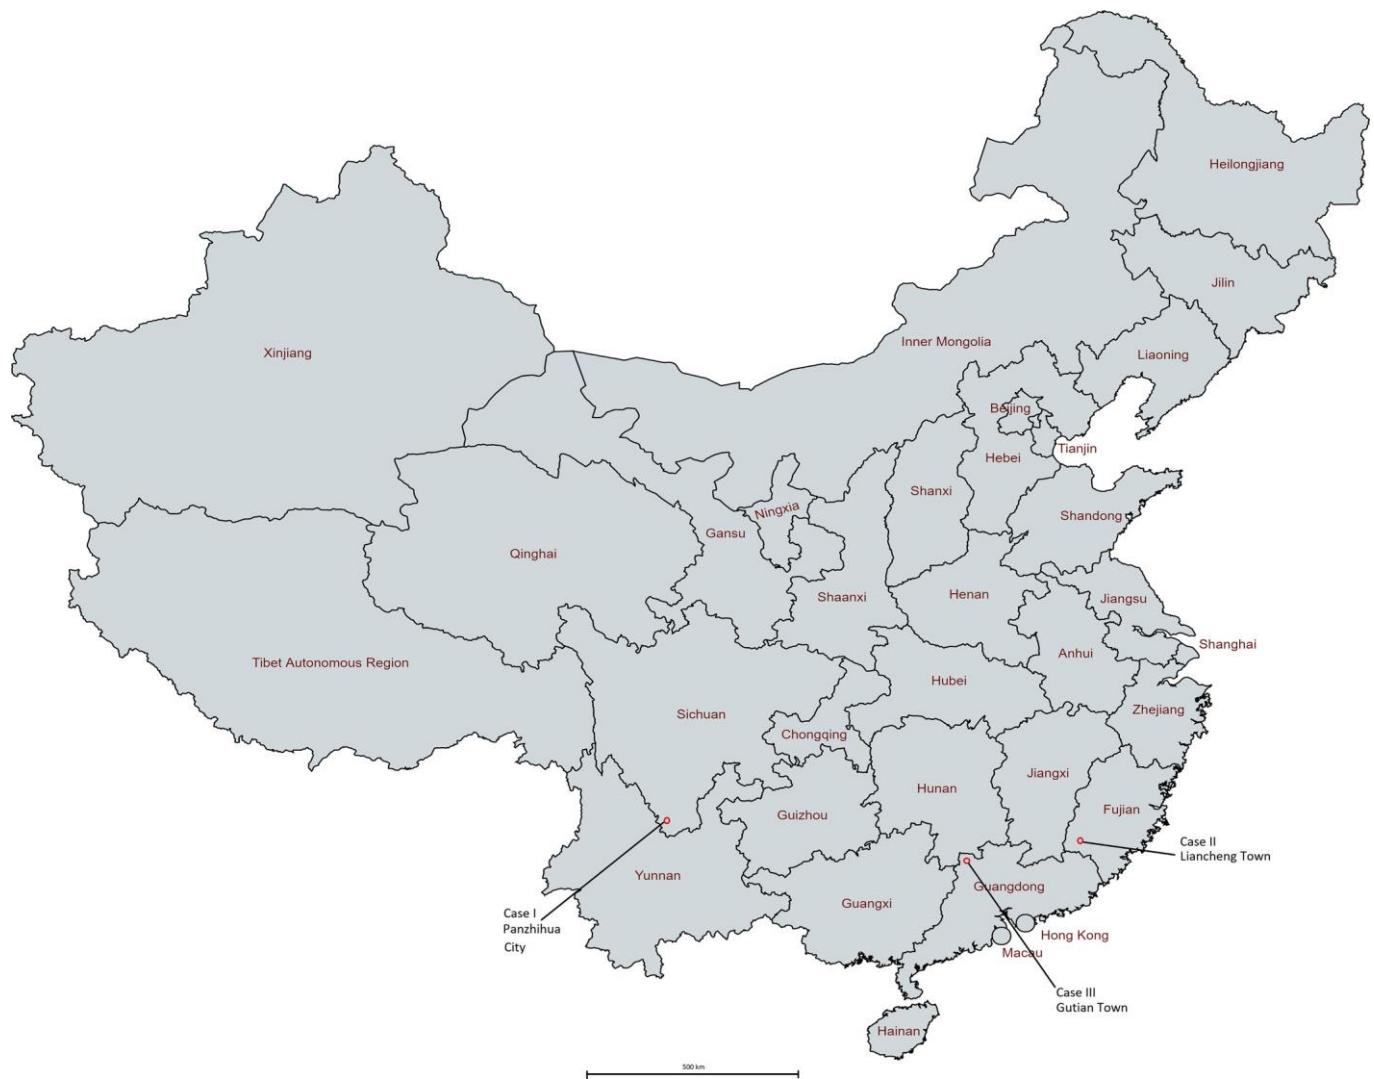 Heilongjiang
Jilin
Inner Mongolia
Liaoning
Xinjiang
Beijing
Tianjin
Hebei
Shanxi
Ningxia
Shandong
Gansu
Qinghai
Shaanxi
Henan
Jiangsu
Shanghai
Anhui
Tibet Autonomous Region
Hubei
Zhejiang
Sichuan
Chongqing
Jiangxi
Hunan
Fujian
Guizhou
Case II
Liancheng Town
Yunnan
Guangdong
Guangxi
Case I
Panzhihua
City
Hong Kong
Macau
Case III
Gutian Town
Hainan
500 km